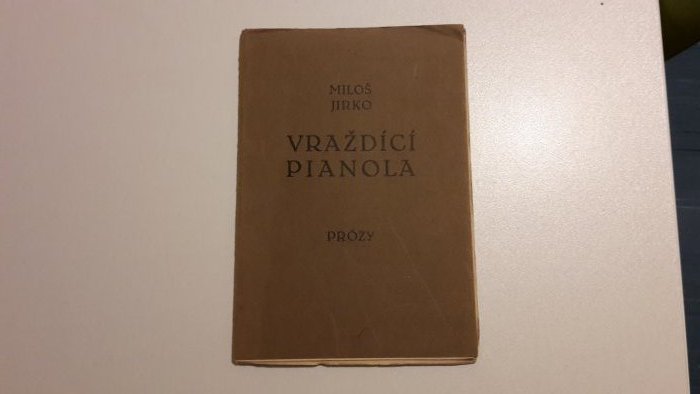 MILOŠ
JIRKO
VRAŽDÍCÍ
PIANOLA
PRÓZY